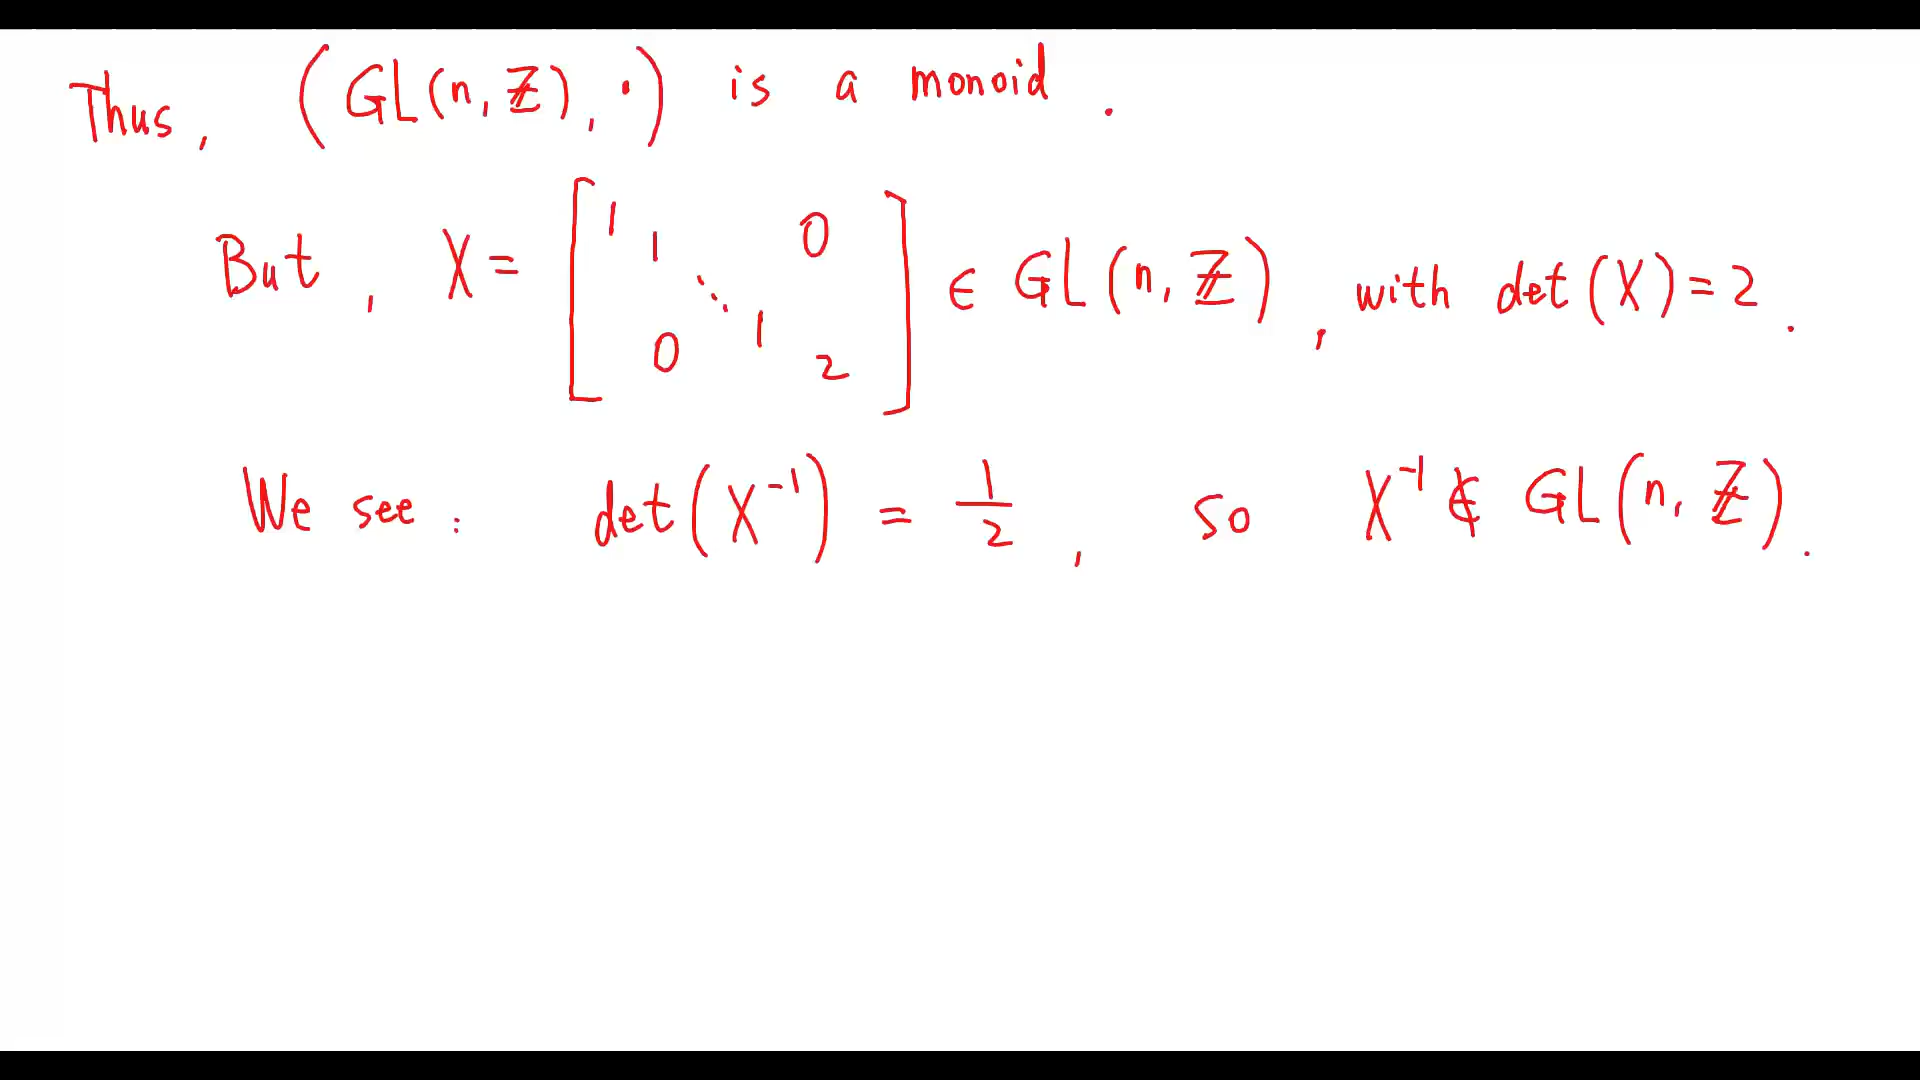 Thus, (GL(n, ℤ), ·) is a monoid.
But, X = [1 1 ⋱ 1 2 0 0] ∈ GL(n, ℤ), with det(X) = 2.
We see: det(X⁻¹) = 1/2, so X⁻¹ ∉ GL(n, ℤ).